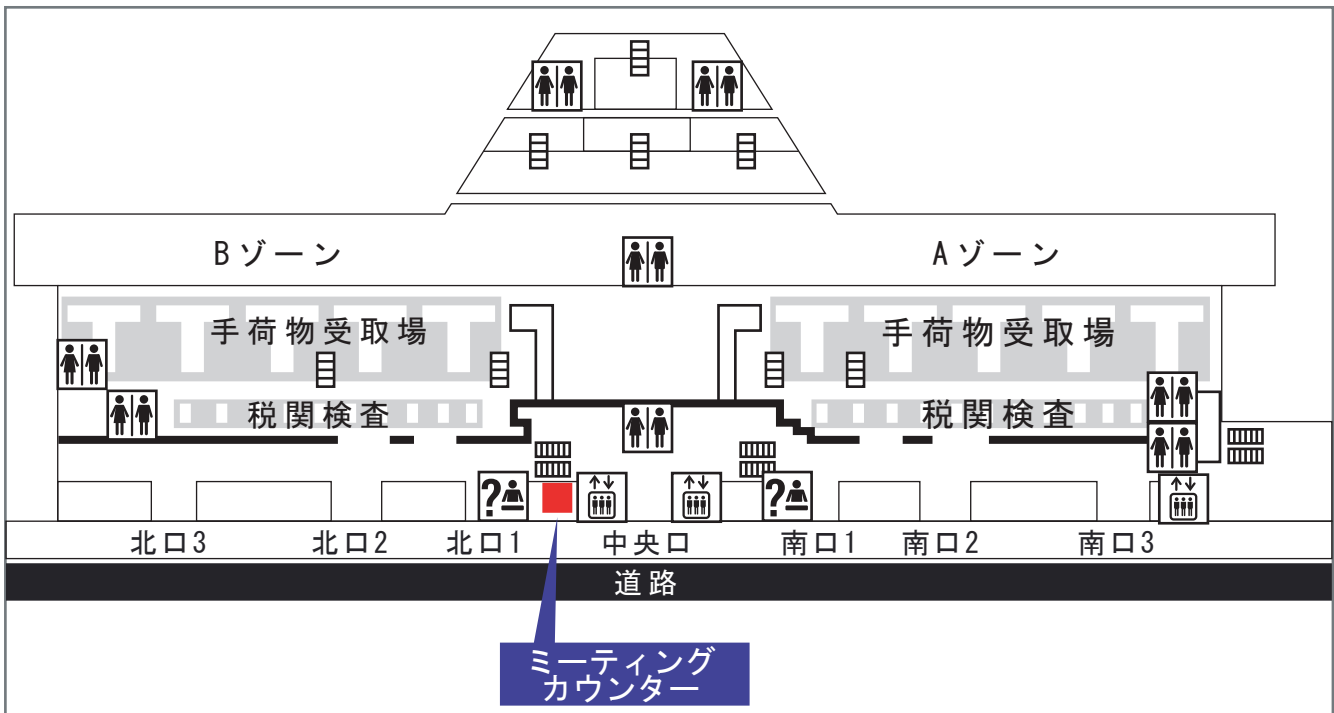 Bゾーン
Aゾーン
手荷物受取場
手荷物受取場
税関検査
税関検査
?
?
北口3
北口2
北口1
中央口
南口1
南口2
南口3
道路
ミーティング
カウンター